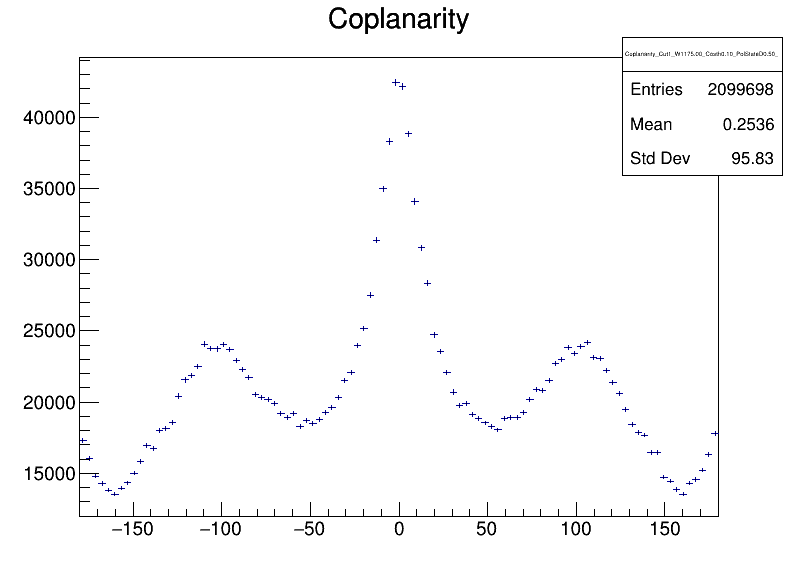 Coplanarity
Coplanarity_Cut1_W1175.00_Costh0.10_PolStateD0.50_
Entries 2099698
Mean 0.2536
Std Dev 95.83
40000
35000
30000
25000
20000
15000
−150 −100 −50 0 50 100 150